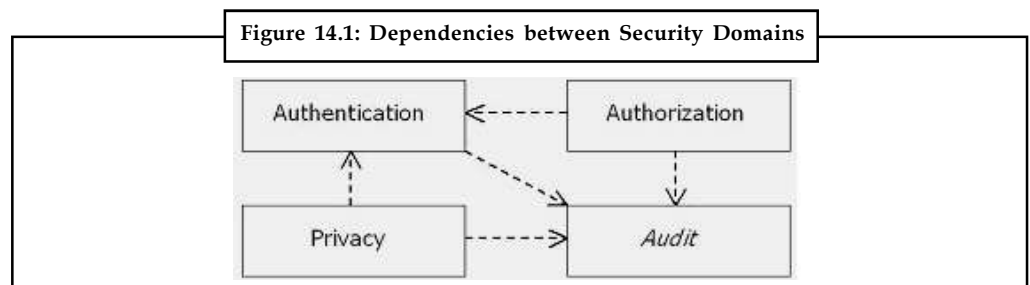 Figure 14.1: Dependencies between Security Domains
Authentication
Authorization
Privacy
Audit